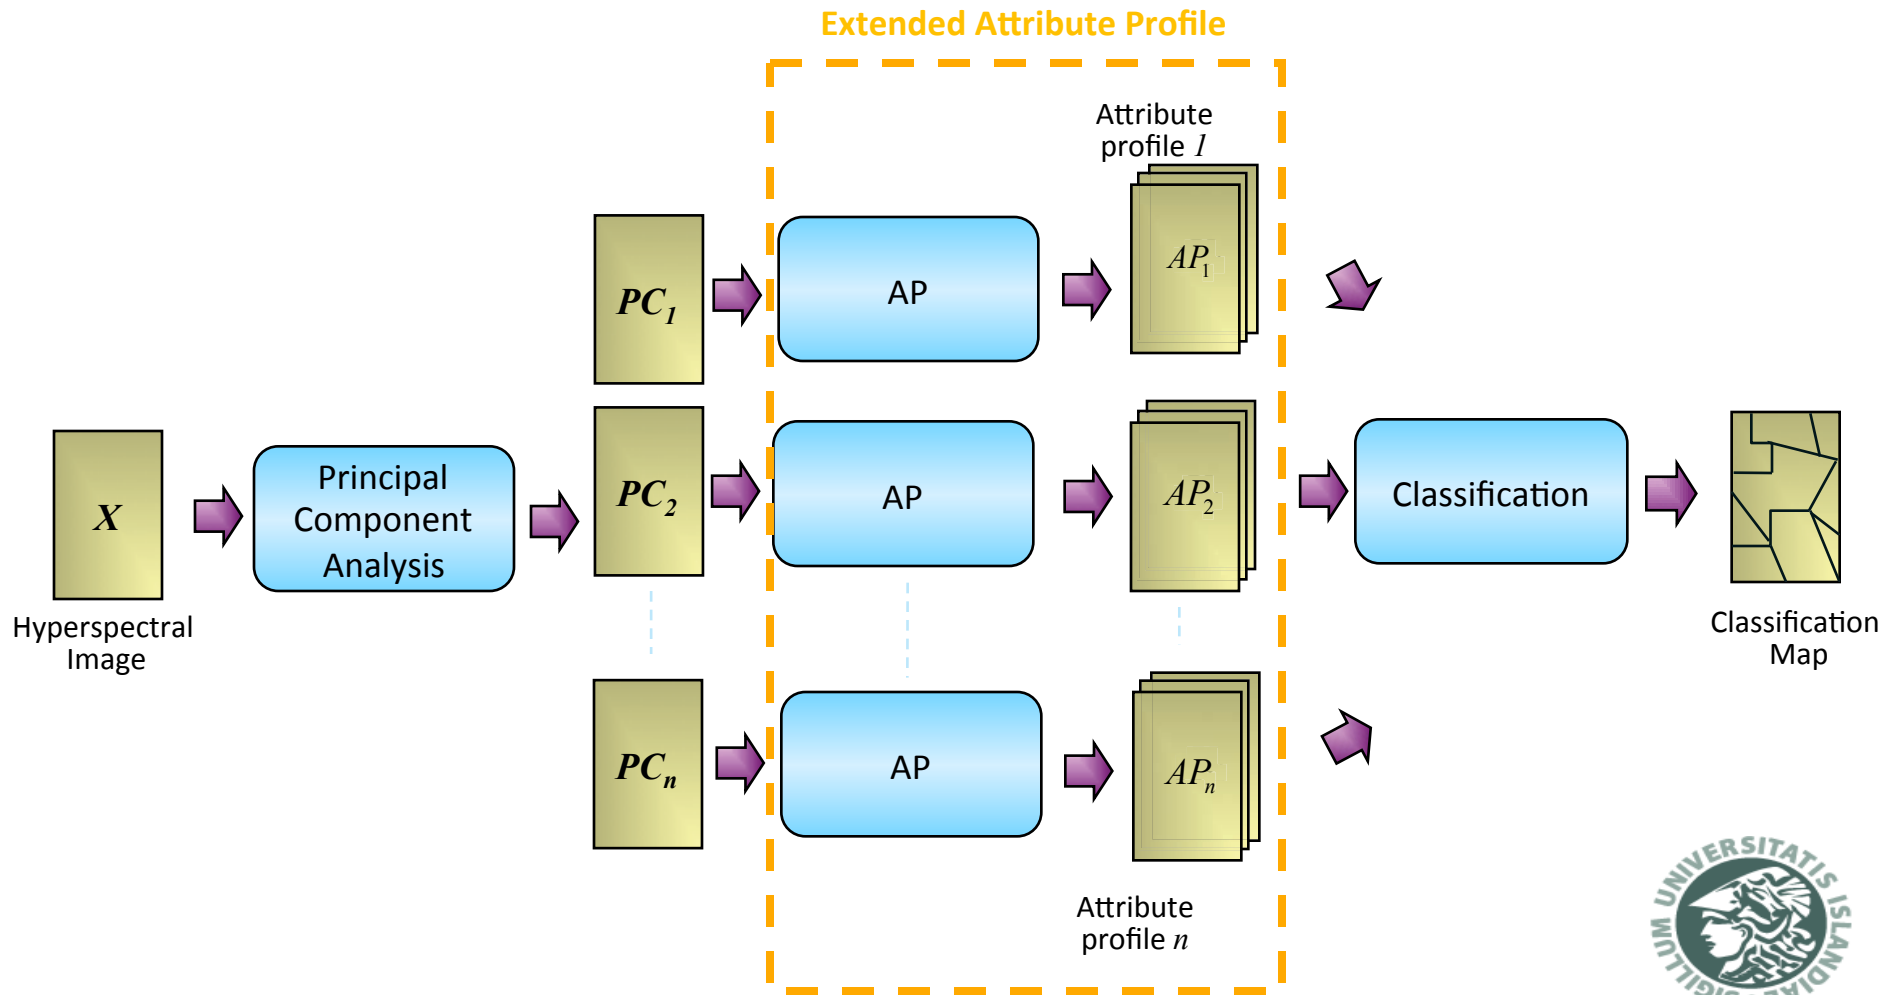 Extended Attribute Profile
Attribute
profile 1
PC1
AP
AP1
X
Hyperspectral
Image
Principal
Component
Analysis
PC2
AP
AP2
Classification
Classification
Map
PCn
AP
APn
Attribute
profile n
UNIVERSITATIS ISLANDIAE SIGILLUM